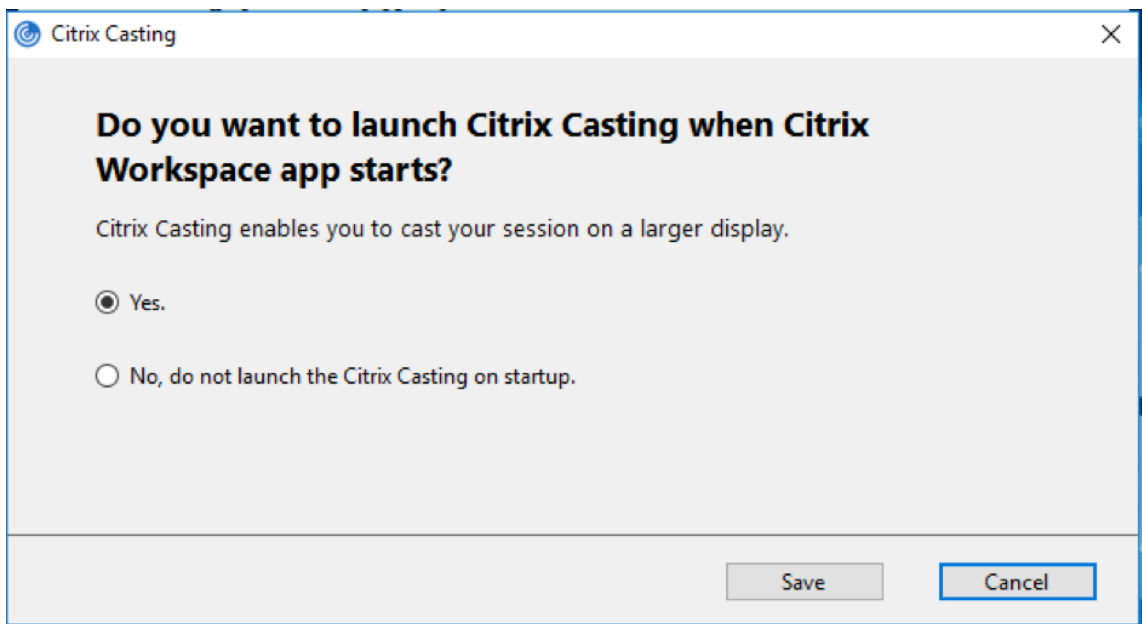 Citrix Casting
Do you want to launch Citrix Casting when Citrix
Workspace app starts?
Citrix Casting enables you to cast your session on a larger display.
Yes.
No, do not launch the Citrix Casting on startup.
Save
Cancel